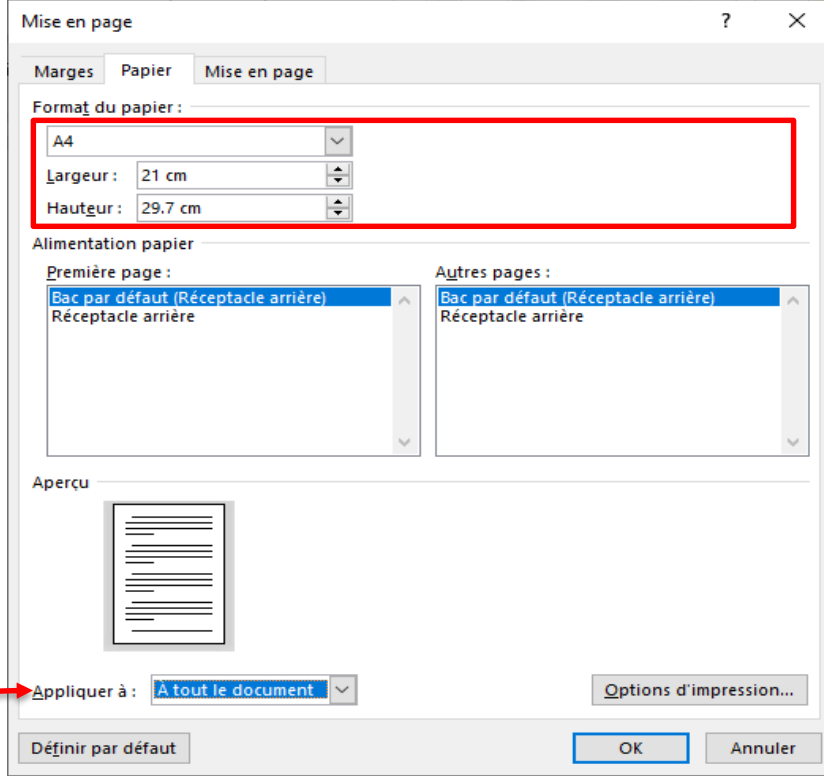 Mise en page ?
Marges Papier Mise en page
Format du papier :
A4
Largeur : 21 cm
Hauteur : 29.7 cm
Alimentation papier
Première page : Autres pages :
Bac par défaut (Réceptacle arrière) Bac par défaut (Réceptacle arrière)
Réceptacle arrière Réceptacle arrière
Aperçu
Appliquer à : À tout le document Options d'impression...
Définir par défaut OK Annuler